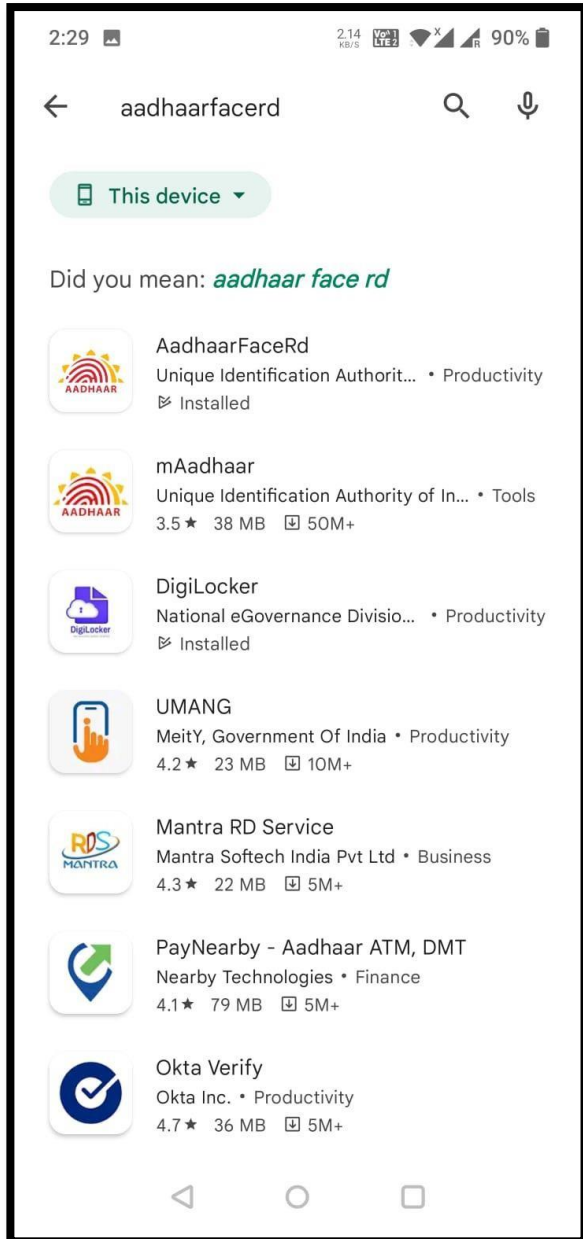 2:29 2.14 KB/S Vo) 1 LTE 2 X R 90%
aadhaarfacerd
This device
Did you mean: aadhaar face rd
AADHAAR
AadhaarFaceRd
Unique Identification Authorit... • Productivity
Installed
AADHAAR
mAadhaar
Unique Identification Authority of In... • Tools
3.5★ 38 MB 50M+
DigiLocker
DigiLocker
National eGovernance Divisio... • Productivity
Installed
UMANG
MeitY, Government Of India • Productivity
4.2★ 23 MB 10M+
RDS
MANTRA
Mantra RD Service
Mantra Softech India Pvt Ltd • Business
4.3★ 22 MB 5M+
PayNearby - Aadhaar ATM, DMT
Nearby Technologies • Finance
4.1★ 79 MB 5M+
Okta Verify
Okta Inc. • Productivity
4.7★ 36 MB 5M+